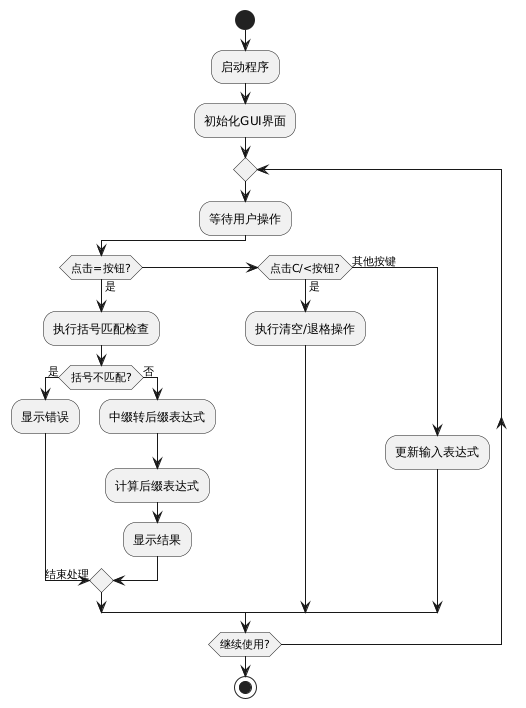 启动程序
初始化GUI界面
等待用户操作
点击=按钮?
点击C/<按钮?
其他按键
是
是
执行括号匹配检查
执行清空/退格操作
是
括号不匹配?
否
显示错误
中缀转后缀表达式
更新输入表达式
计算后缀表达式
显示结果
结束处理
继续使用?